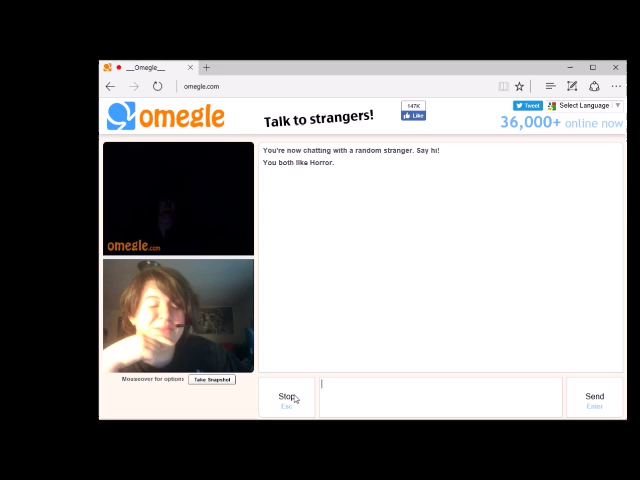 __Omegle__
omegle.com
omegle
Talk to strangers!
147K
Like
Tweet
Select Language
36,000+ online now
You're now chatting with a random stranger. Say hi!
You both like Horror.
omegle.com
Mouseover for options
Take Snapshot
Stop
Esc
Send
Enter